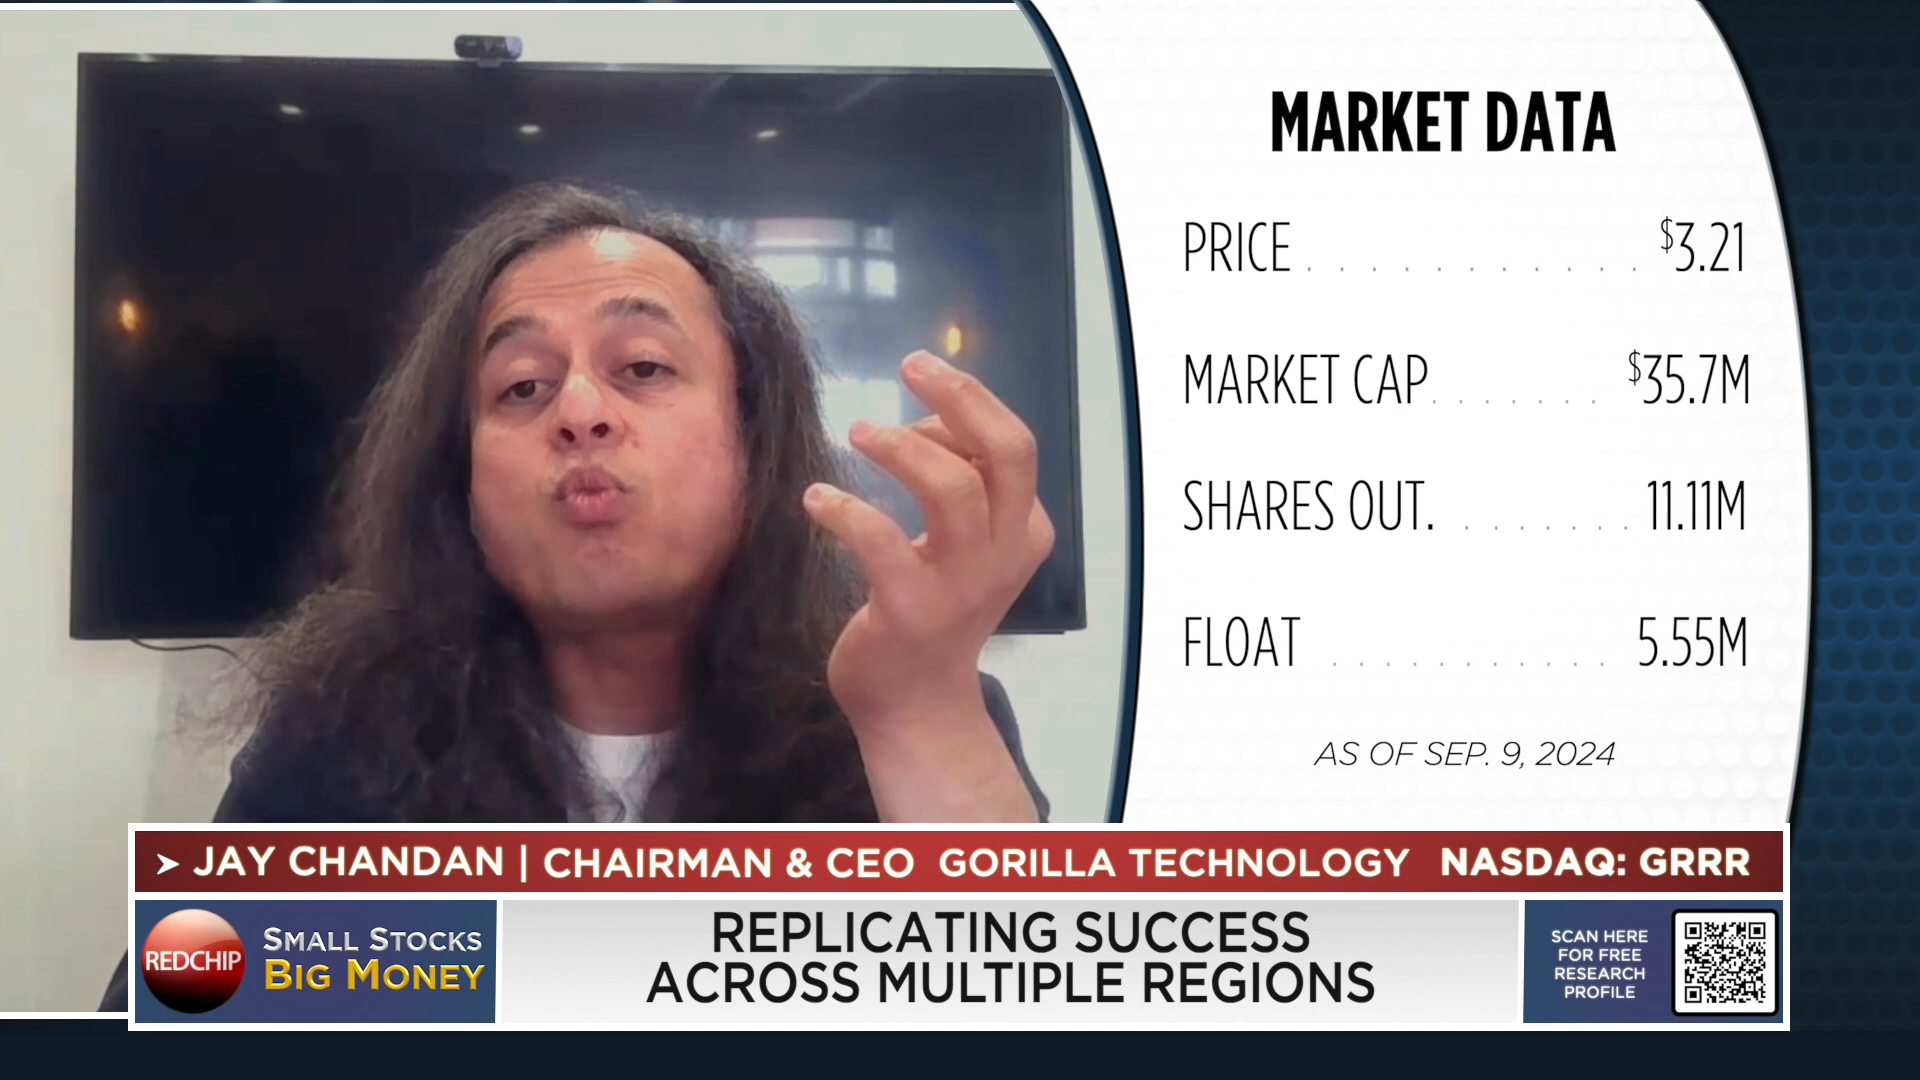 MARKET DATA
PRICE . . . . . . . . . . . $3.21
MARKET CAP. . . . . . . $35.7M
SHARES OUT. . . . . . . . 11.11M
FLOAT . . . . . . . . . . . 5.55M
AS OF SEP. 9, 2024
JAY CHANDAN | CHAIRMAN & CEO GORILLA TECHNOLOGY NASDAQ: GRRR
REDCHIP
SMALL STOCKS
BIG MONEY
REPLICATING SUCCESS
ACROSS MULTIPLE REGIONS
SCAN HERE
FOR FREE
RESEARCH
PROFILE